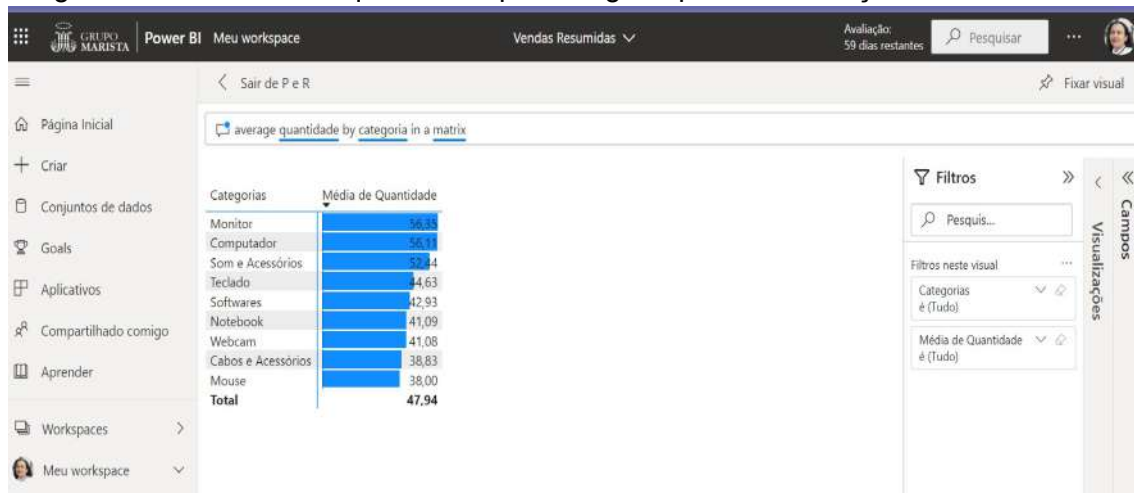 GRUPO MARISTA Power BI Meu workspace Vendas Resumidas Avaliação: 59 dias restantes Pesquisar ...
Sair de P e R Fixar visual
Página Inicial
average quantidade by categoria in a matrix
Criar
Conjuntos de dados
Goals
Aplicativos
Compartilhado comigo
Aprender
Workspaces
Meu workspace
Categorias Média de Quantidade
Monitor 56,35
Computador 56,11
Som e Acessórios 52,44
Teclado 44,63
Softwares 42,93
Notebook 41,09
Webcam 41,08
Cabos e Acessórios 38,83
Mouse 38,00
Total 47,94
Filtros
Pesquis...
Filtros neste visual ...
Categorias
é (Tudo)
Média de Quantidade
é (Tudo)
Visualizações
Campos